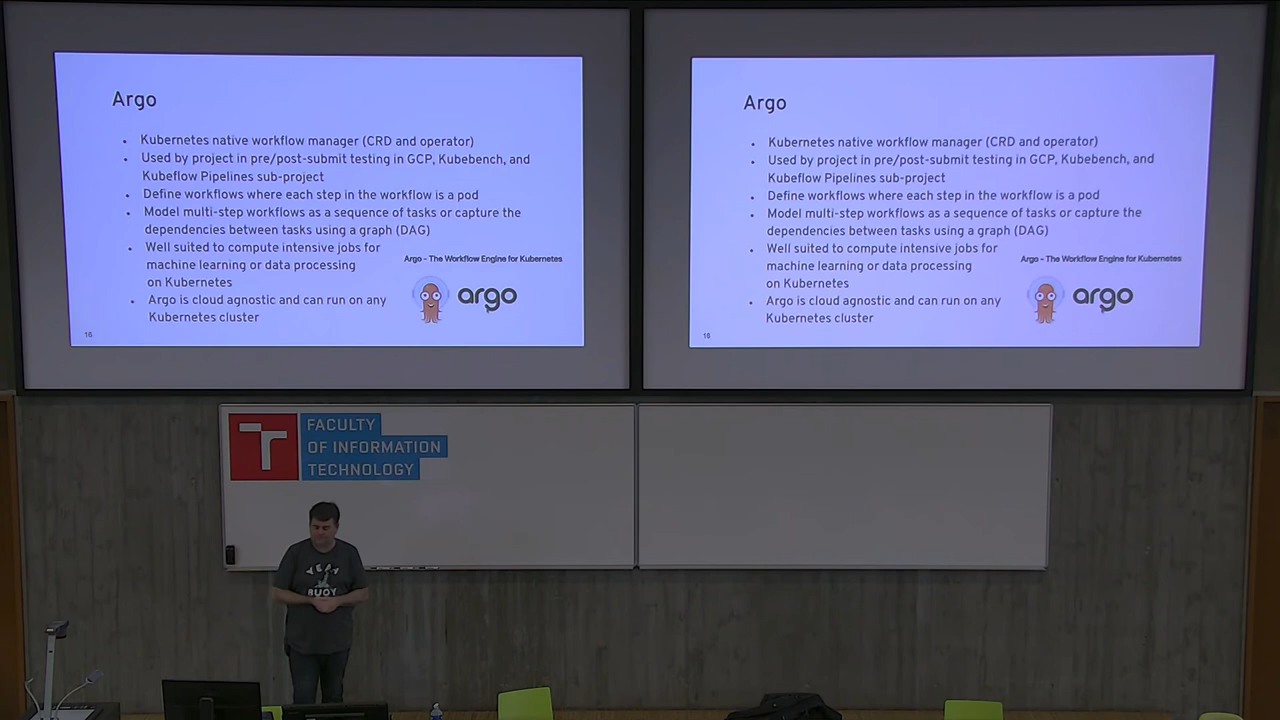 Argo
• Kubernetes native workflow manager (CRD and operator)
• Used by project in pre/post-submit testing in GCP, Kubebench, and
Kubeflow Pipelines sub-project
• Define workflows where each step in the workflow is a pod
• Model multi-step workflows as a sequence of tasks or capture the
dependencies between tasks using a graph (DAG)
• Well suited to compute intensive jobs for
machine learning or data processing
on Kubernetes
• Argo is cloud agnostic and can run on any
Kubernetes cluster
Argo - The Workflow Engine for Kubernetes
argo
16
Argo
• Kubernetes native workflow manager (CRD and operator)
• Used by project in pre/post-submit testing in GCP, Kubebench, and
Kubeflow Pipelines sub-project
• Define workflows where each step in the workflow is a pod
• Model multi-step workflows as a sequence of tasks or capture the
dependencies between tasks using a graph (DAG)
• Well suited to compute intensive jobs for
machine learning or data processing
on Kubernetes
• Argo is cloud agnostic and can run on any
Kubernetes cluster
Argo - The Workflow Engine for Kubernetes
argo
16
T
FACULTY
OF INFORMATION
TECHNOLOGY
YEAH
BUOY